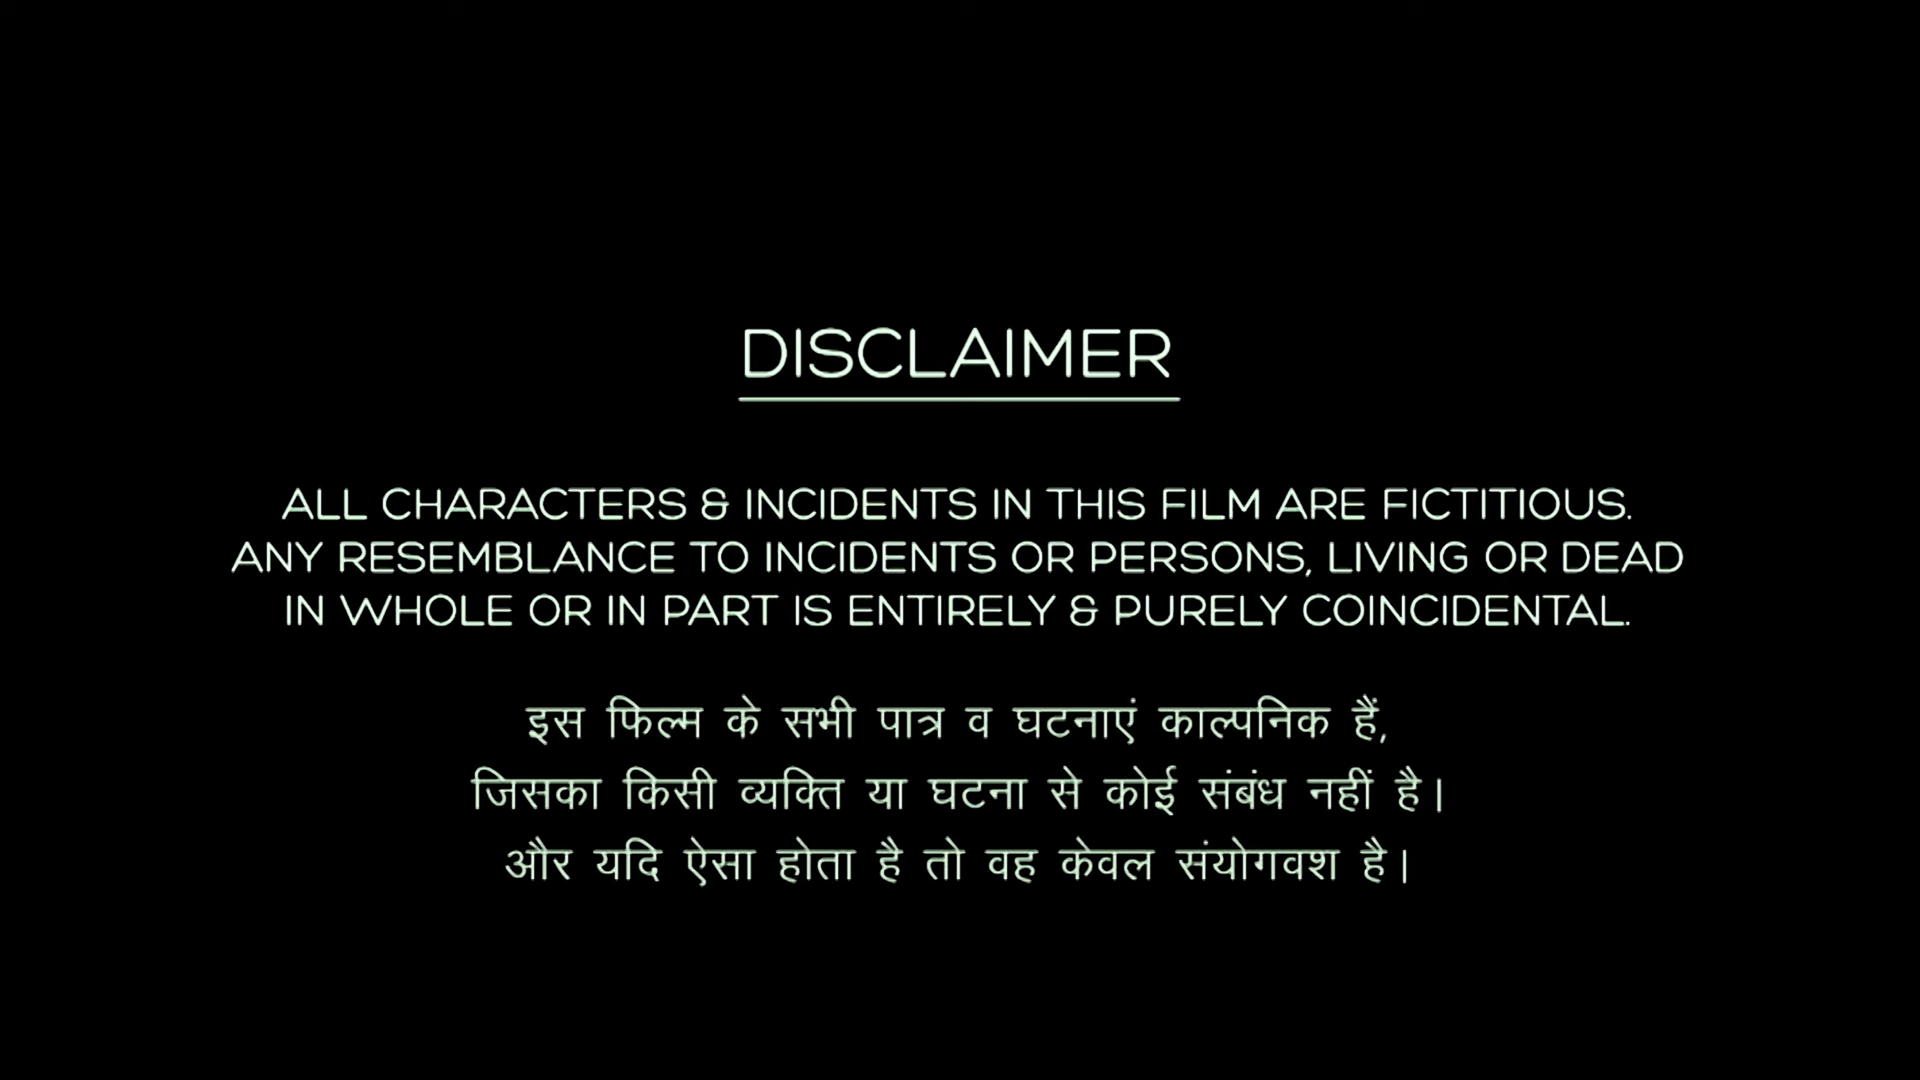 DISCLAIMER
ALL CHARACTERS & INCIDENTS IN THIS FILM ARE FICTITIOUS.
ANY RESEMBLANCE TO INCIDENTS OR PERSONS, LIVING OR DEAD
IN WHOLE OR IN PART IS ENTIRELY & PURELY COINCIDENTAL.
इस फिल्म के सभी पात्र व घटनाएं काल्पनिक हैं,
जिसका किसी व्यक्ति या घटना से कोई संबंध नहीं है।
और यदि ऐसा होता है तो वह केवल संयोगवश है।